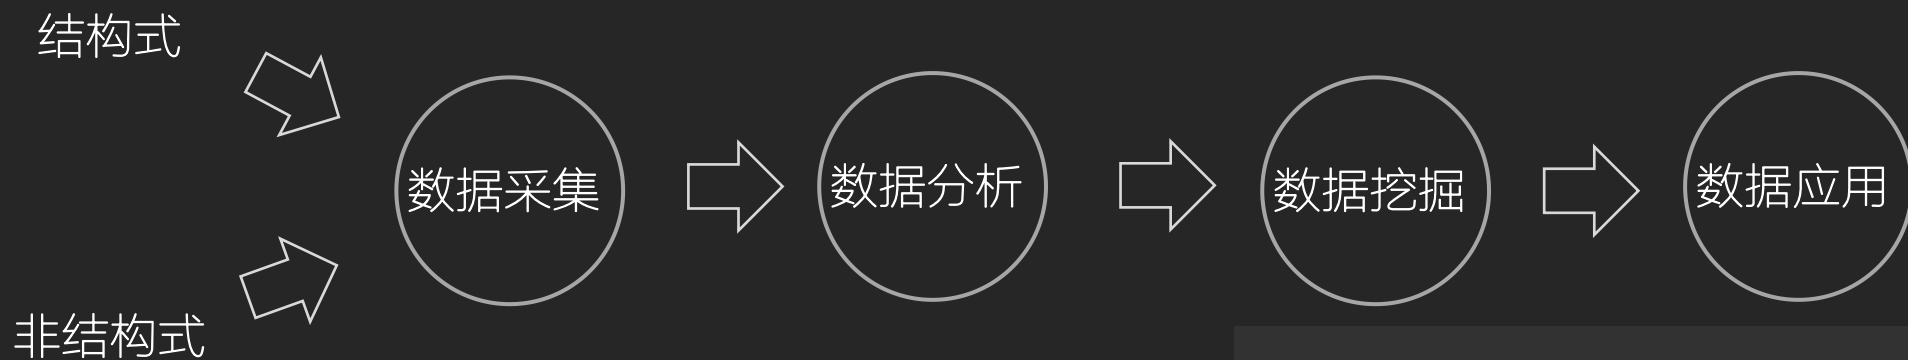 结构式
数据采集
数据分析
数据挖掘
数据应用
非结构式